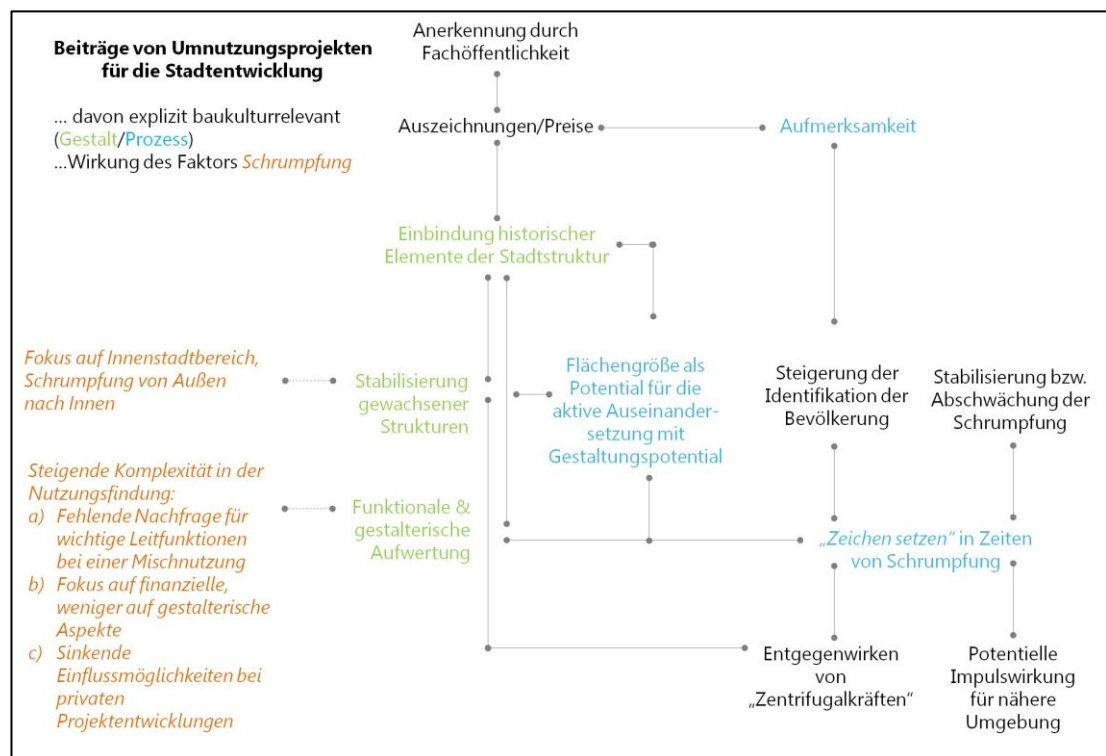 Beiträge von Umnutzungsprojekten
für die Stadtentwicklung
... davon explizit baukulturrelevant
(Gestalt/Prozess)
...Wirkung des Faktors Schrumpfung
Anerkennung durch
Fachöffentlichkeit
Auszeichnungen/Preise
Aufmerksamkeit
Einbindung historischer
Elemente der Stadtstruktur
Fokus auf Innenstadtbereich,
Schrumpfung von Außen
nach Innen
Stabilisierung
gewachsener
Strukturen
Flächengröße als
Potential für die
aktive Auseinander-
setzung mit
Gestaltungspotential
Steigerung der
Identifikation der
Bevölkerung
Stabilisierung bzw.
Abschwächung der
Schrumpfung
Steigende Komplexität in der
Nutzungsfindung:
a) Fehlende Nachfrage für
wichtige Leitfunktionen
bei einer Mischnutzung
b) Fokus auf finanzielle,
weniger auf gestalterische
Aspekte
c) Sinkende
Einflussmöglichkeiten bei
privaten
Projektentwicklungen
Funktionale &
gestalterische
Aufwertung
„Zeichen setzen“ in Zeiten
von Schrumpfung
Entgegenwirken
von
„Zentrifugalkräften“
Potentielle
Impulswirkung
für nähere
Umgebung